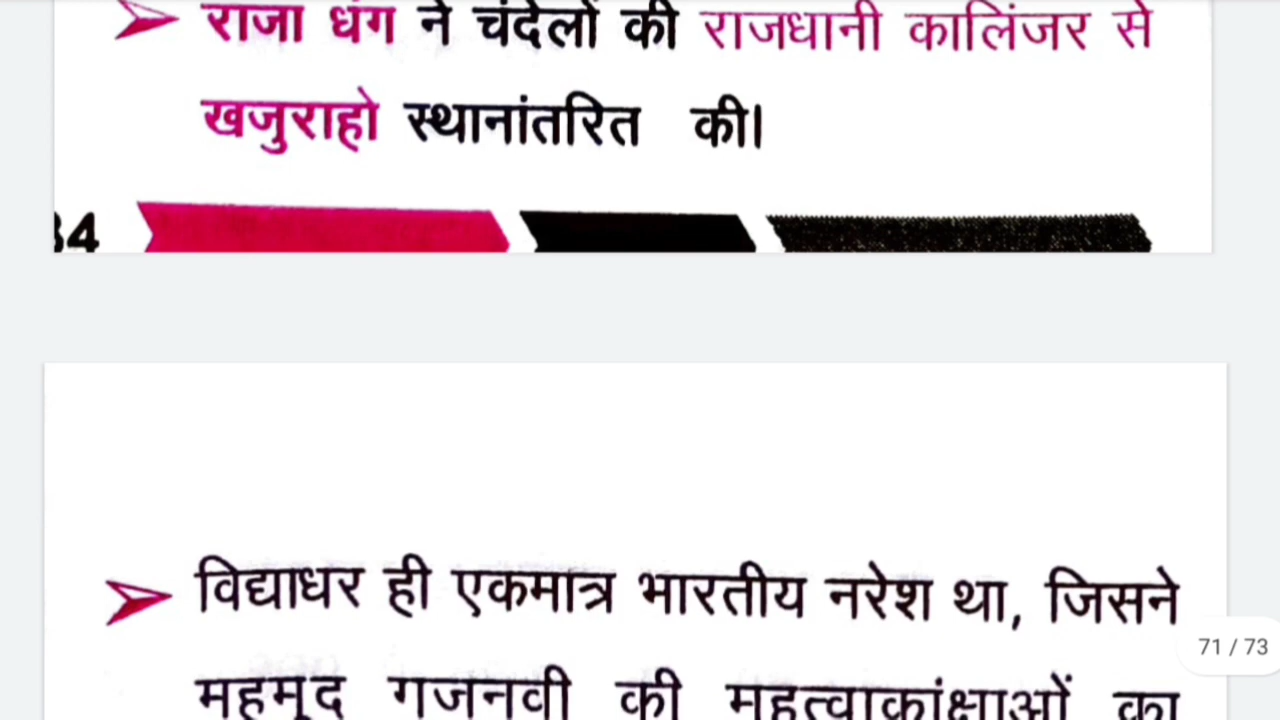 राजा धंग ने चंदेलों की राजधानी कालिंजर से
खजुराहो स्थानांतरित की।
34
विद्याधर ही एकमात्र भारतीय नरेश था, जिसने
71 / 73
महमूद गजनवी की महत्वाकांक्षाओं का